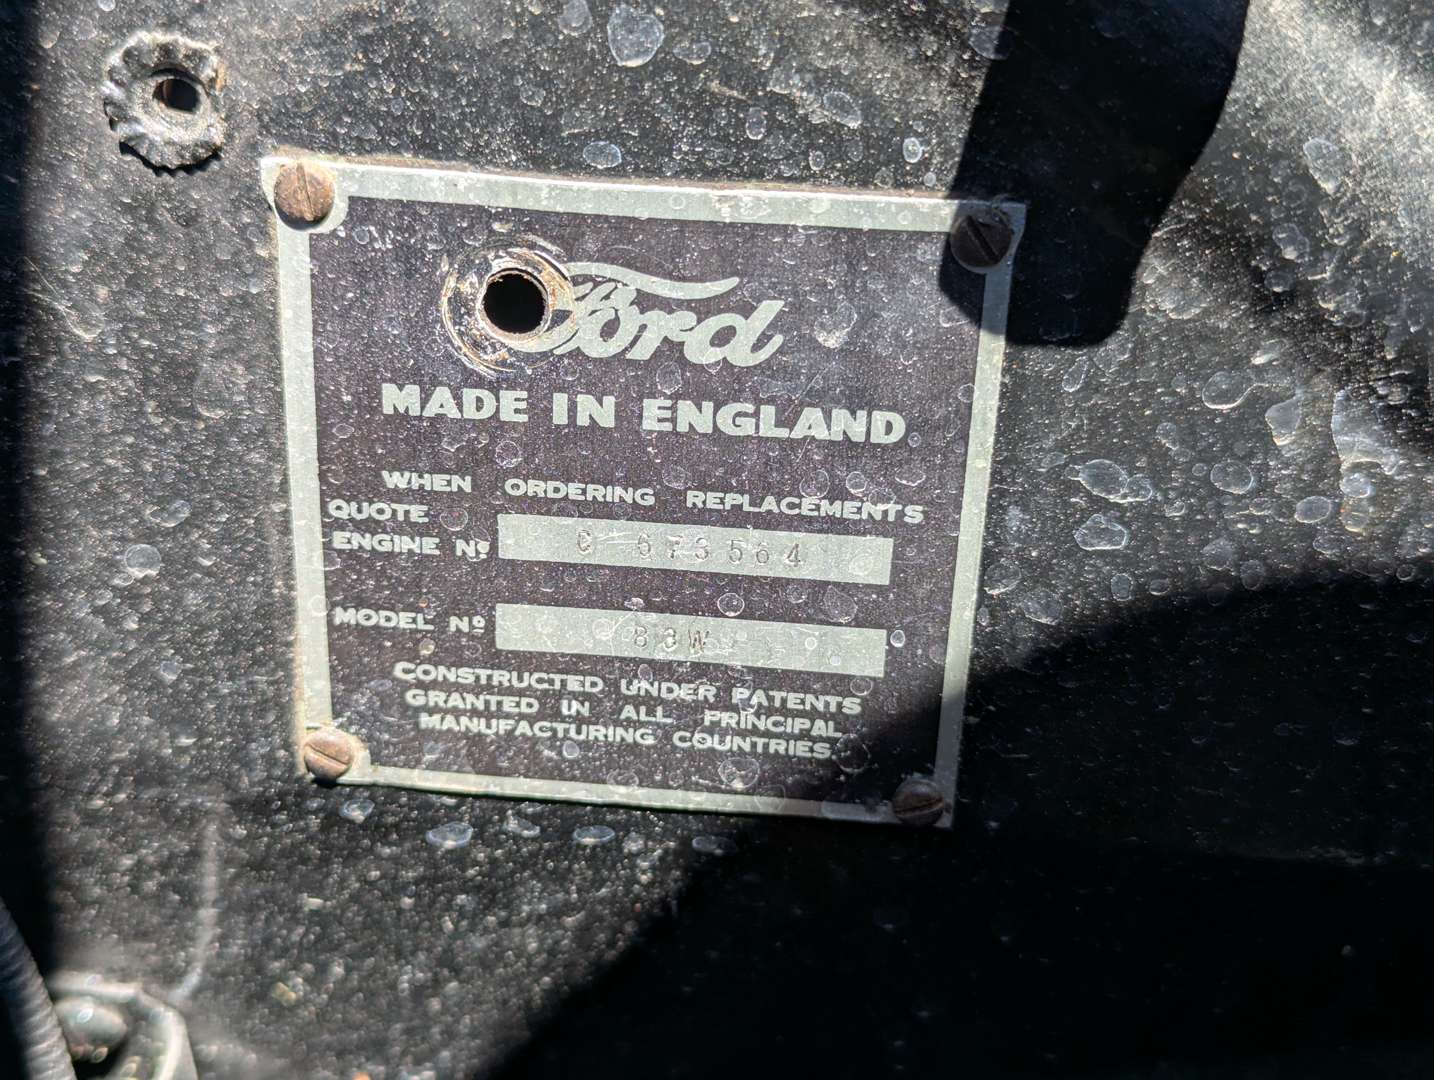 Ford
MADE IN ENGLAND
WHEN ORDERING REPLACEMENTS
QUOTE
ENGINE Nº C 673564
MODEL Nº 83W
CONSTRUCTED UNDER PATENTS
GRANTED IN ALL PRINCIPAL
MANUFACTURING COUNTRIES